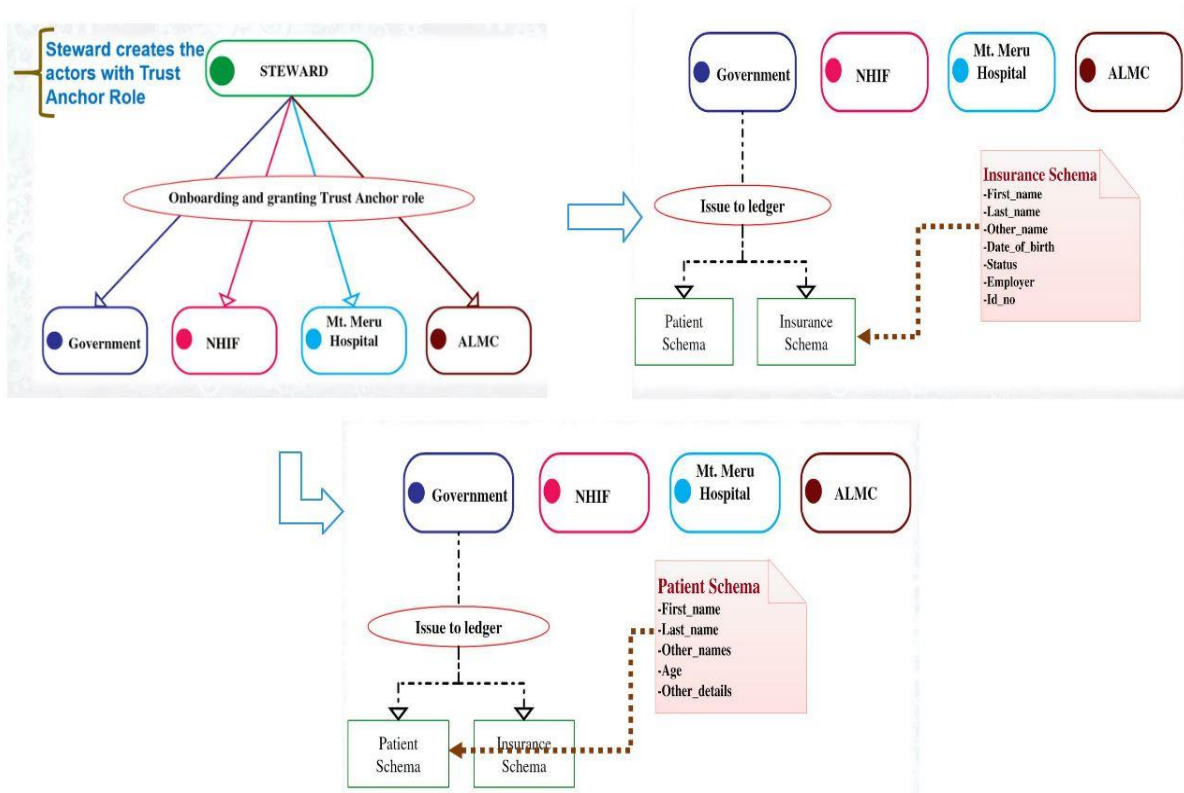 Steward creates the
actors with Trust
Anchor Role
STEWARD
Onboarding and granting Trust Anchor role
Government
NHIF
Mt. Meru
Hospital
ALMC
Government
NHIF
Mt. Meru
Hospital
ALMC
Issue to ledger
Patient
Schema
Insurance
Schema
Insurance Schema
-First_name
-Last_name
-Other_name
-Date_of_birth
-Status
-Employer
-Id_no
Government
NHIF
Mt. Meru
Hospital
ALMC
Issue to ledger
Patient
Schema
Insurance
Schema
Patient Schema
-First_name
-Last_name
-Other_names
-Age
-Other_details